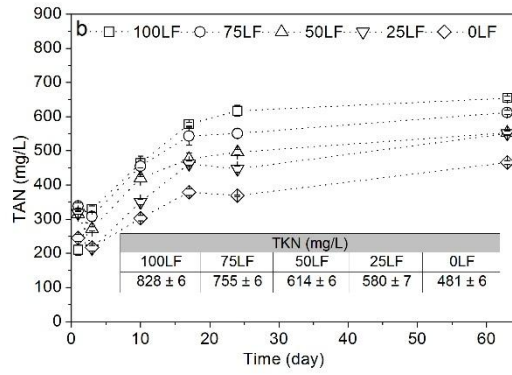 b 100LF 75LF 50LF 25LF 0LF
900
800
700
600
500
400
300
200
100
0
TAN (mg/L)
TKN (mg/L)
100LF 75LF 50LF 25LF 0LF
828 ± 6 755 ± 6 614 ± 6 580 ± 7 481 ± 6
0 10 20 30 40 50 60
Time (day)